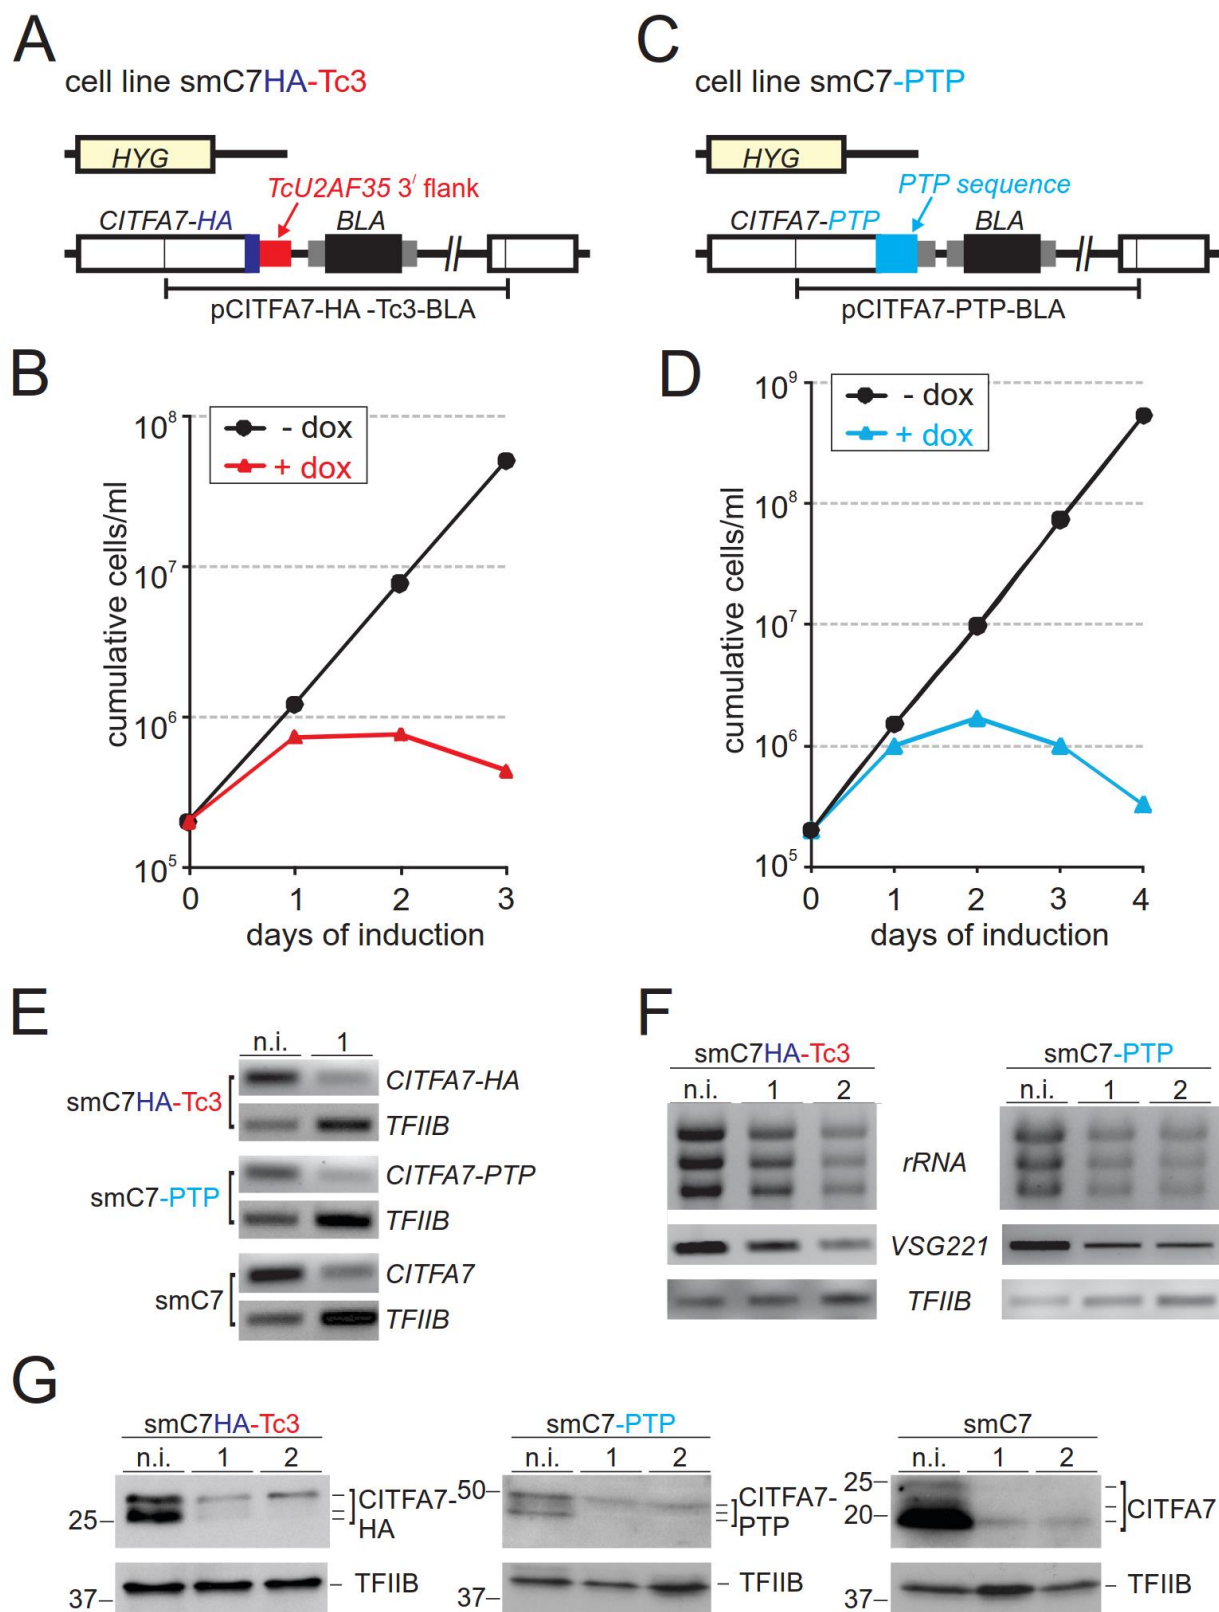 A
cell line smC7HA-Tc3
HYG
TcU2AF35 3/ flank
CITFA7-HA
BLA
pCITFA7-HA -Tc3-BLA
C
cell line smC7-PTP
HYG
PTP sequence
CITFA7-PTP
BLA
pCITFA7-PTP-BLA
B
- dox
+ dox
cumulative cells/ml
10^8
10^7
10^6
10^5
0 1 2 3
days of induction
D
- dox
+ dox
cumulative cells/ml
10^9
10^8
10^7
10^6
10^5
0 1 2 3 4
days of induction
E
n.i. 1
smC7HA-Tc3
CITFA7-HA
TFIIB
smC7-PTP
CITFA7-PTP
TFIIB
smC7
CITFA7
TFIIB
F
smC7HA-Tc3
smC7-PTP
n.i. 1 2
n.i. 1 2
rRNA
VSG221
TFIIB
G
smC7HA-Tc3
n.i. 1 2
25–
CITFA7-
HA
37–
TFIIB
smC7-PTP
n.i. 1 2
50–
CITFA7-
PTP
37–
TFIIB
smC7
n.i. 1 2
25–
20–
CITFA7
37–
TFIIB